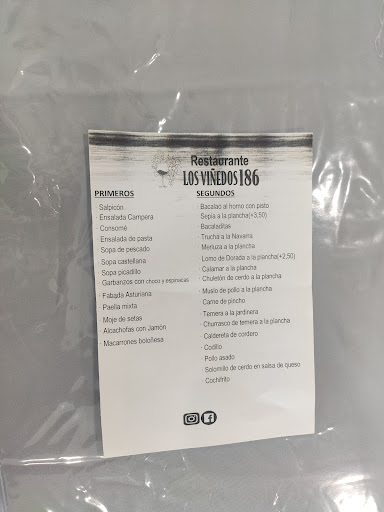 Restaurante
LOS VIÑEDOS186
PRIMEROS
· Salpicón
Ensalada Campera
Consomé
Ensalada de pasta
Sopa de pescado
· Sopa castellana
Sopa picadillo
· Garbanzos con choco y espinacas
· Fabada Asturiana
· Paella mixta
· Moje de setas
· Alcachofas con Jamón
· Macarrones boloñesa
SEGUNDOS
Bacalao al horno con pisto
Sepia a la plancha(+3,50)
Bacaladitas
Trucha a la Navarra
Merluza a la plancha
· Lomo de Dorada a la plancha(+2,50)
· Calamar a la plancha
· Chuletón de cerdo a la plancha
· Muslo de pollo a la plancha
Carne de pincho
· Ternera a la jardinera
· Churrasco de ternera a la plancha
· Caldereta de cordero
· Codillo
· Pollo asado
· Solomillo de cerdo en salsa de queso
· Cochifrito